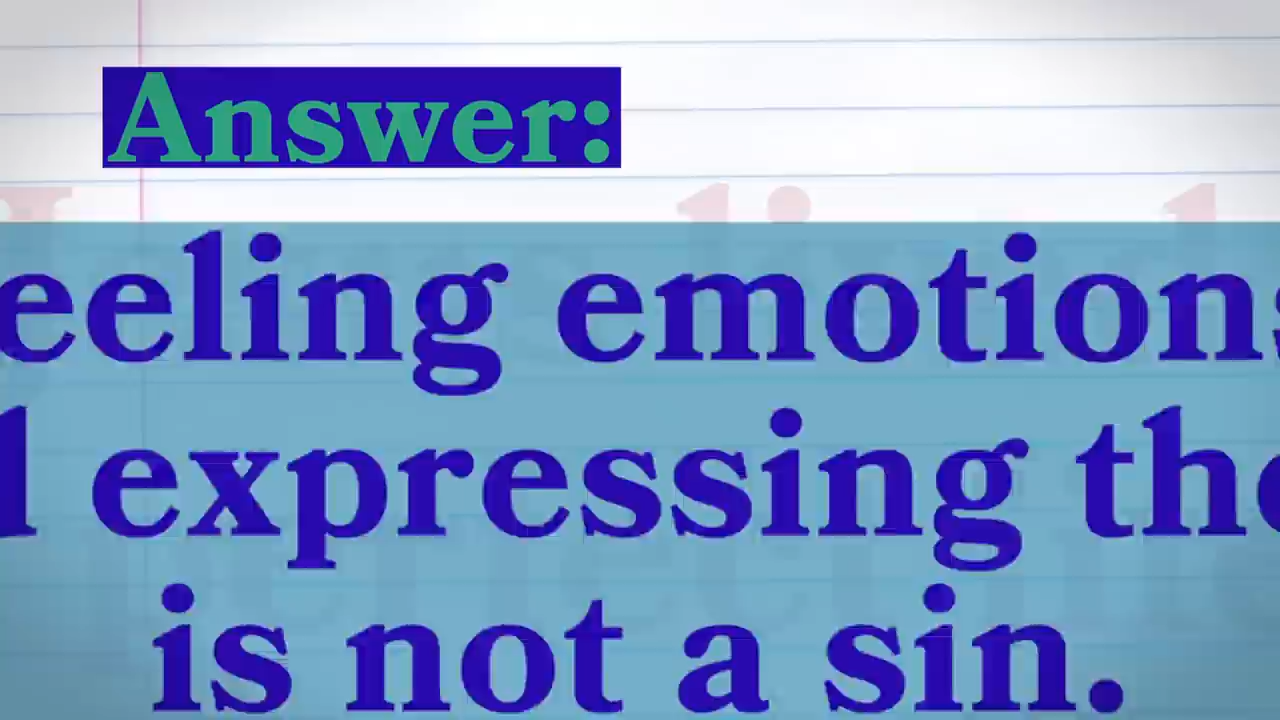 Answer:
eeling emotions
expressing the
is not a sin.